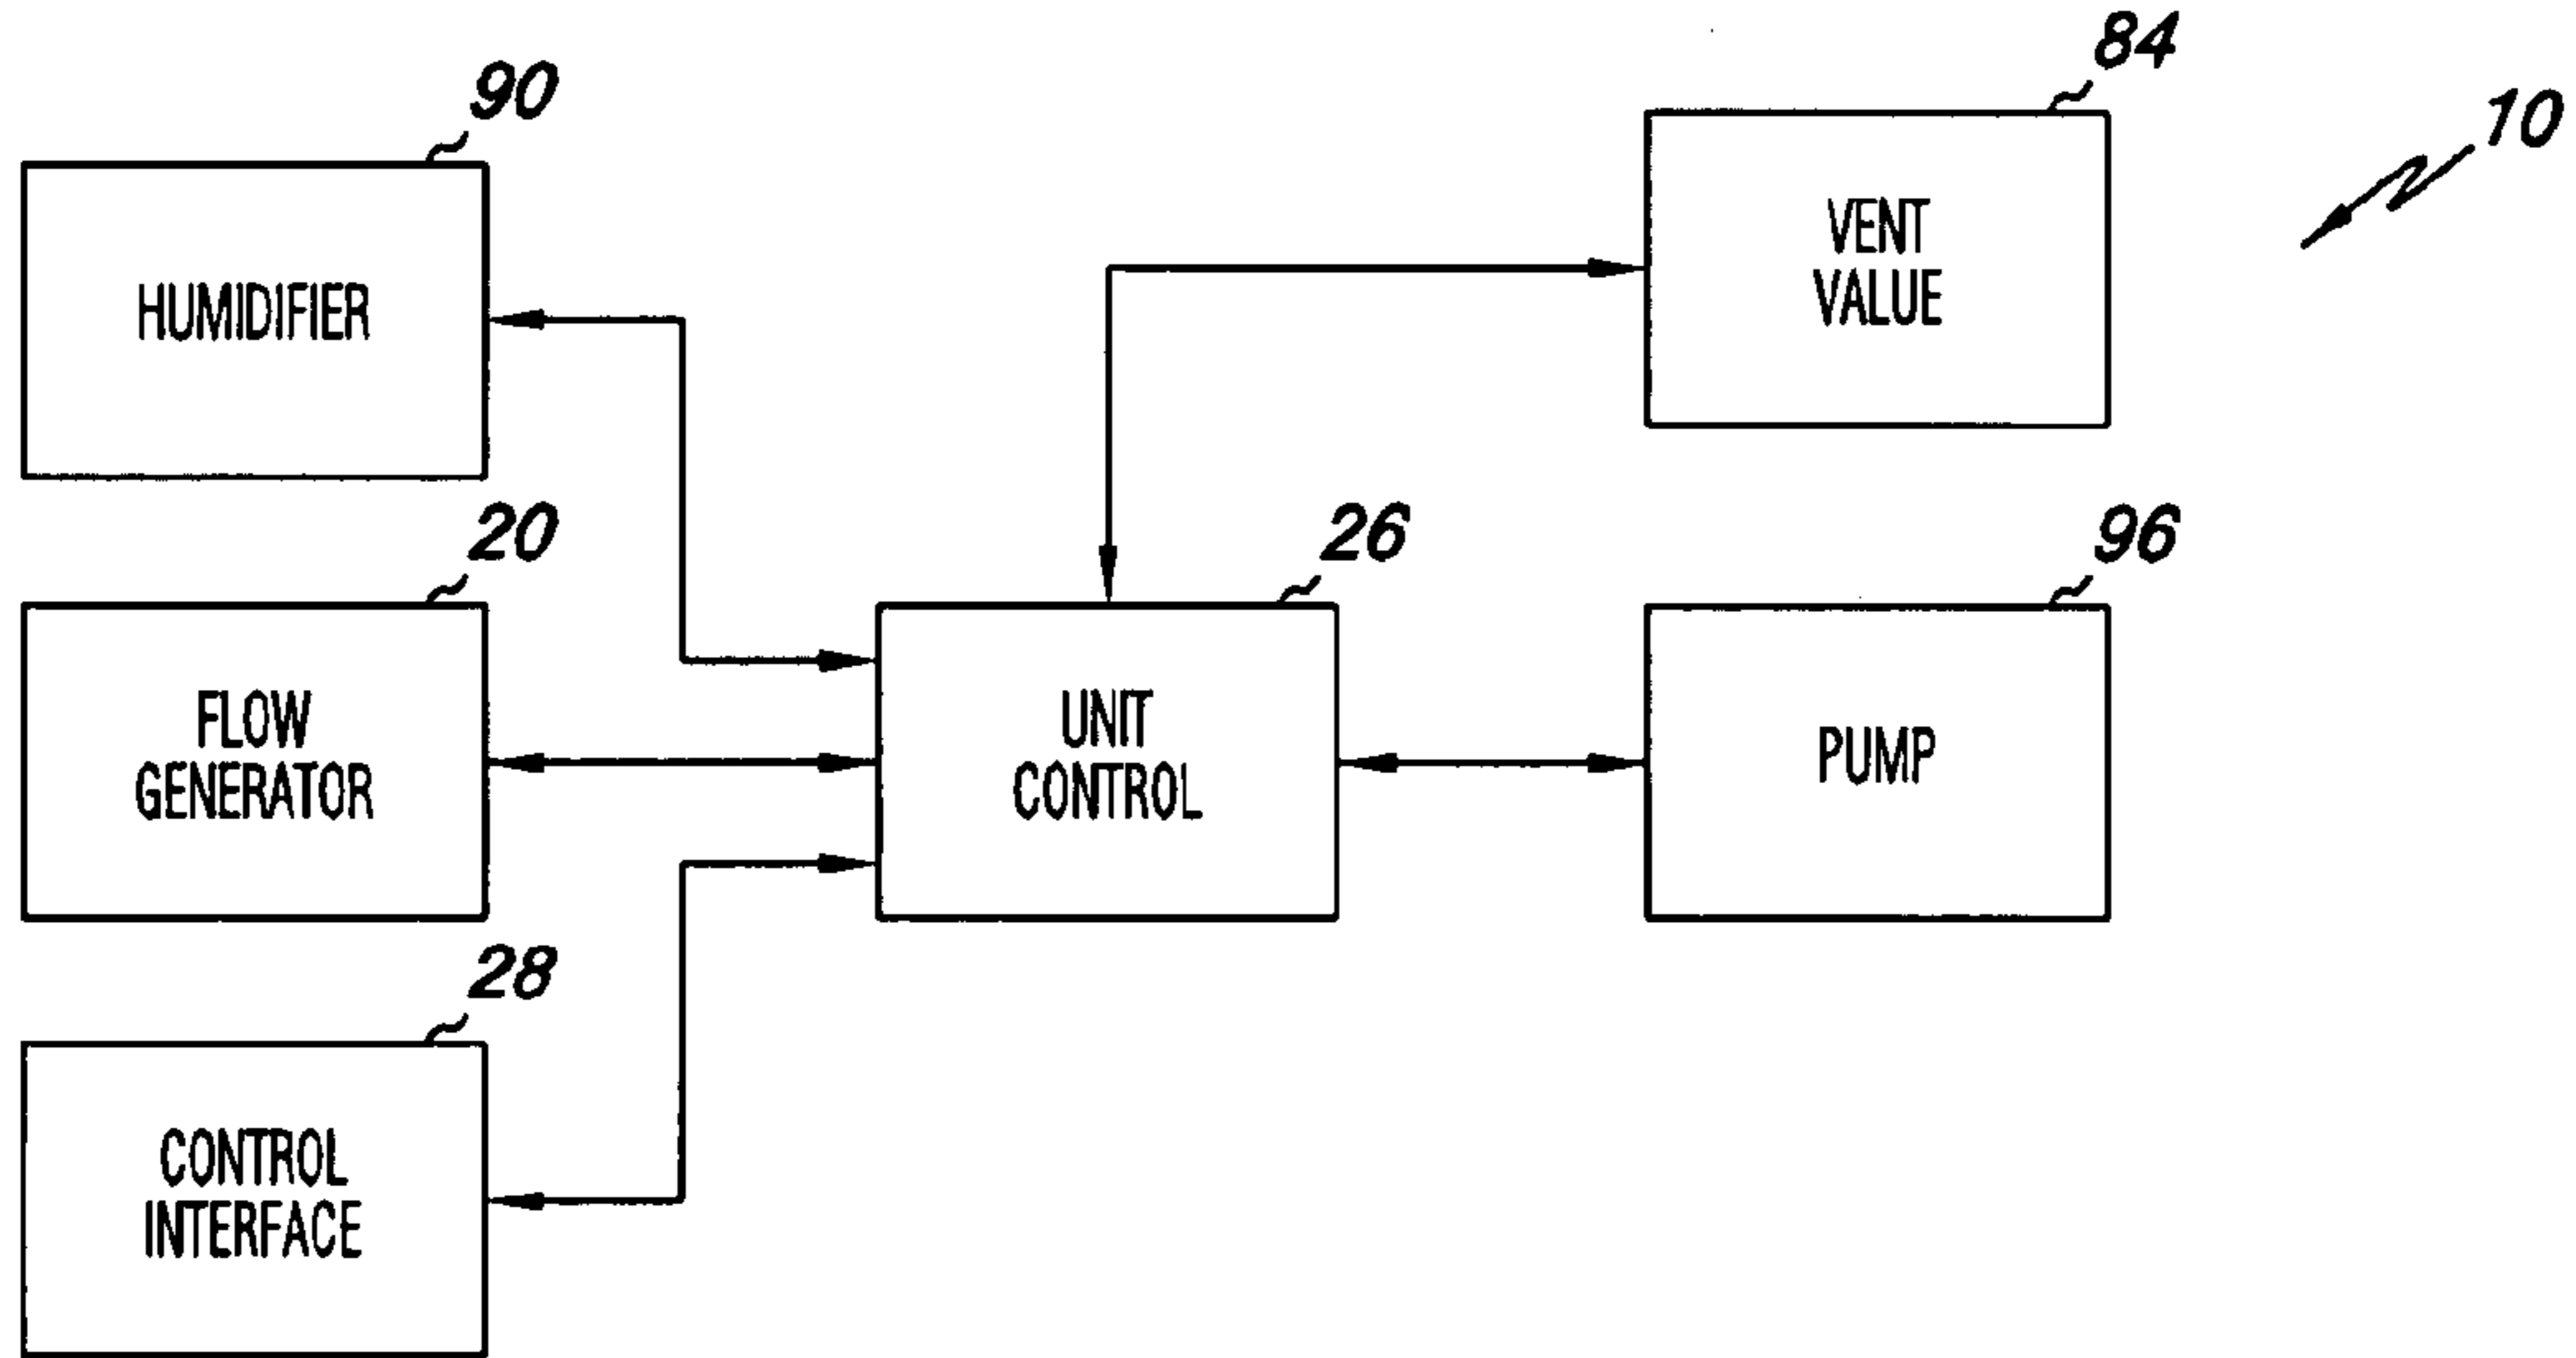 84
10
90
VENT
VALUE
HUMIDIFIER
20
26
96
FLOW
GENERATOR
UNIT
CONTROL
PUMP
28
CONTROL
INTERFACE